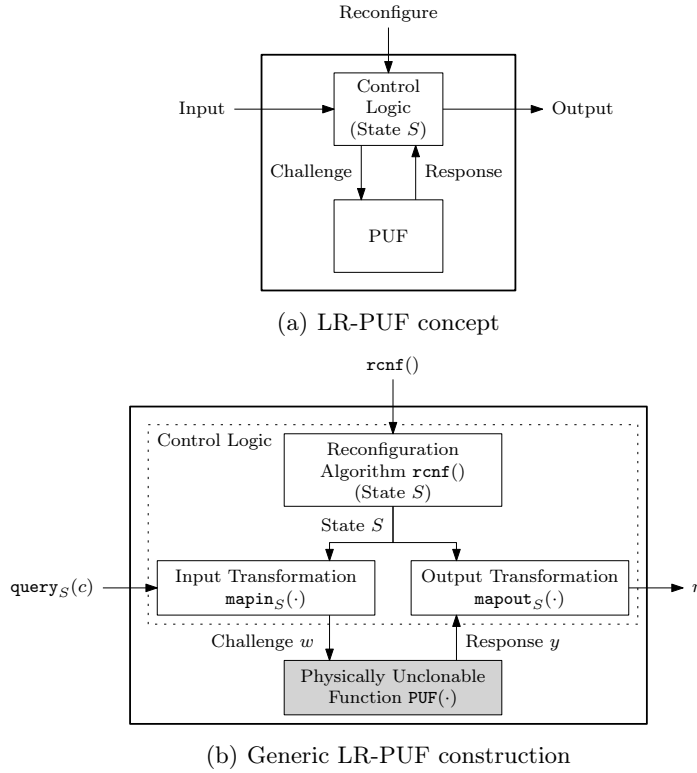 Reconfigure
Control
Logic
(State S)
Input
Output
Challenge
Response
PUF
(a) LR-PUF concept
rcnf()
Control Logic
Reconfiguration
Algorithm rcnf()
(State S)
State S
query_S(c)
Input Transformation
mapin_S(·)
Output Transformation
mapout_S(·)
r
Challenge w
Response y
Physically Unclonable
Function PUF(·)
(b) Generic LR-PUF construction